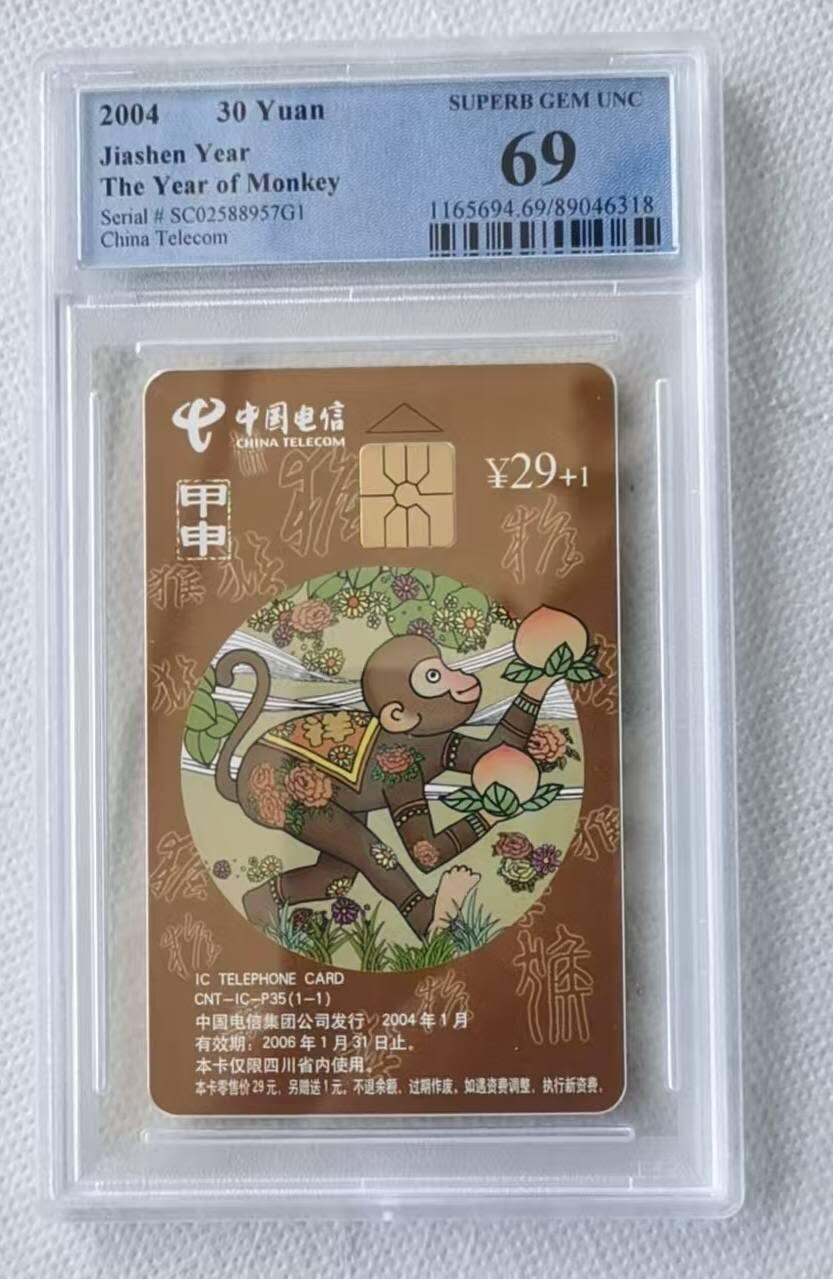 2004 30 Yuan
SUPERB GEM UNC
69
Jiashen Year
The Year of Monkey
Serial # SC02588957G1
China Telecom
1165694.69/89046318
中国电信
CHINA TELECOM
¥29+1
甲申
猴
祥
IC TELEPHONE CARD
CNT-IC-P35(1-1)
中国电信集团公司发行 2004年1月
有效期：2006年1月31日止。
本卡仅限四川省内使用。
本卡零售价29元，另赠送1元。不退余额，过期作废，如遇资费调整，执行新资费。